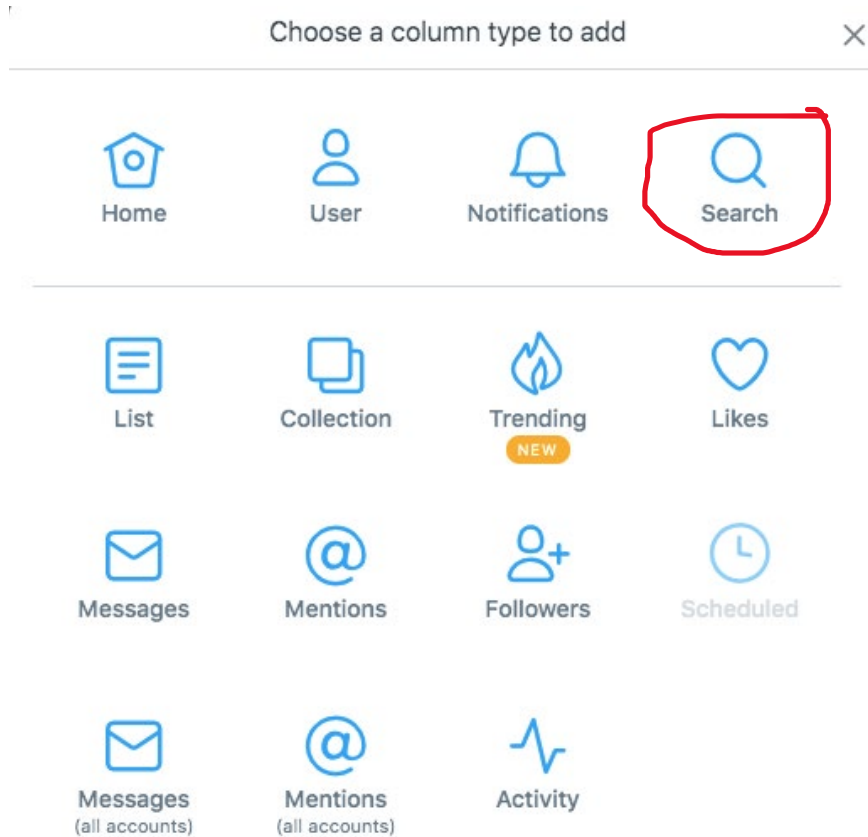 Choose a column type to add
Home User Notifications Search
List Collection Trending Likes
NEW
Messages Mentions Followers Scheduled
Messages Mentions Activity
(all accounts) (all accounts)